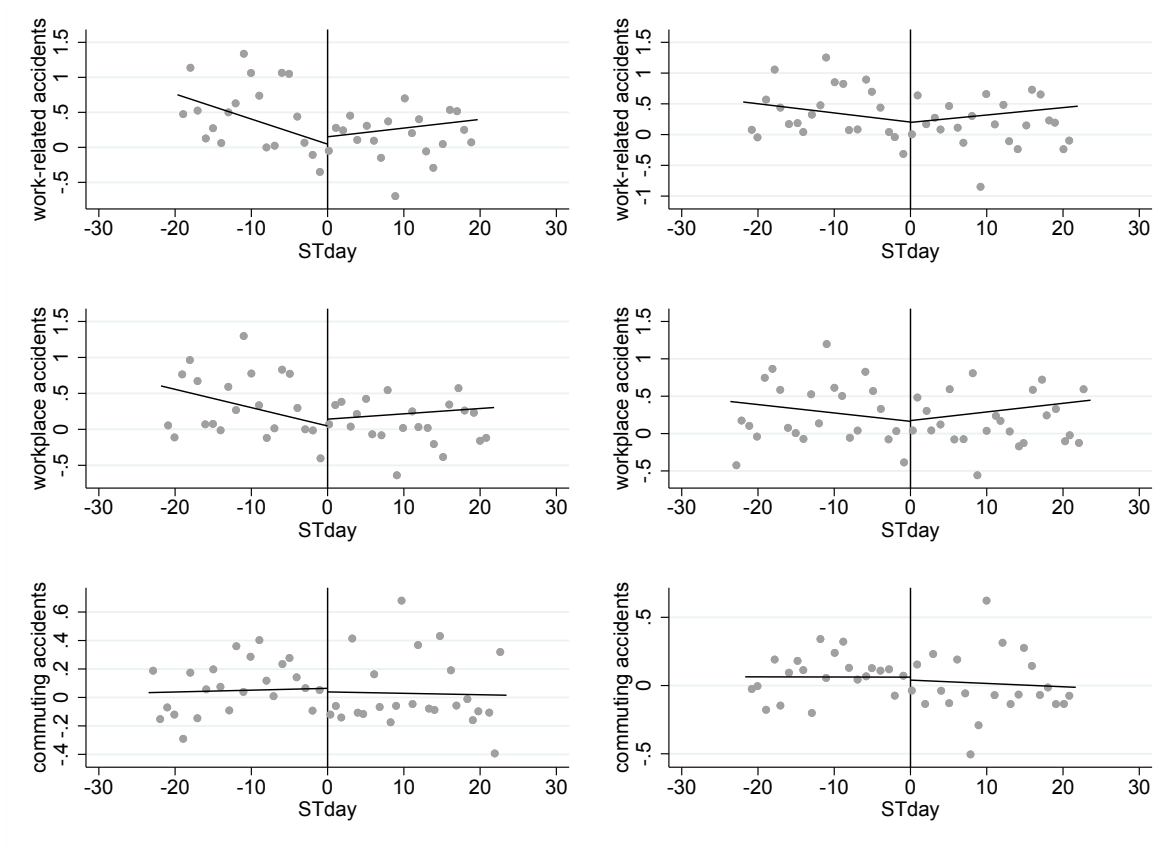 work-related accidents
-.5 0 .5 1 1.5
-30 -20 -10 0 10 20 30
STday
work-related accidents
-1 -.5 0 .5 1 1.5
-30 -20 -10 0 10 20 30
STday
workplace accidents
-.5 0 .5 1 1.5
-30 -20 -10 0 10 20 30
STday
workplace accidents
-.5 0 .5 1 1.5
-30 -20 -10 0 10 20 30
STday
commuting accidents
-.4 -.2 0 .2 .4 .6
-30 -20 -10 0 10 20 30
STday
commuting accidents
-.5 0 .5
-30 -20 -10 0 10 20 30
STday